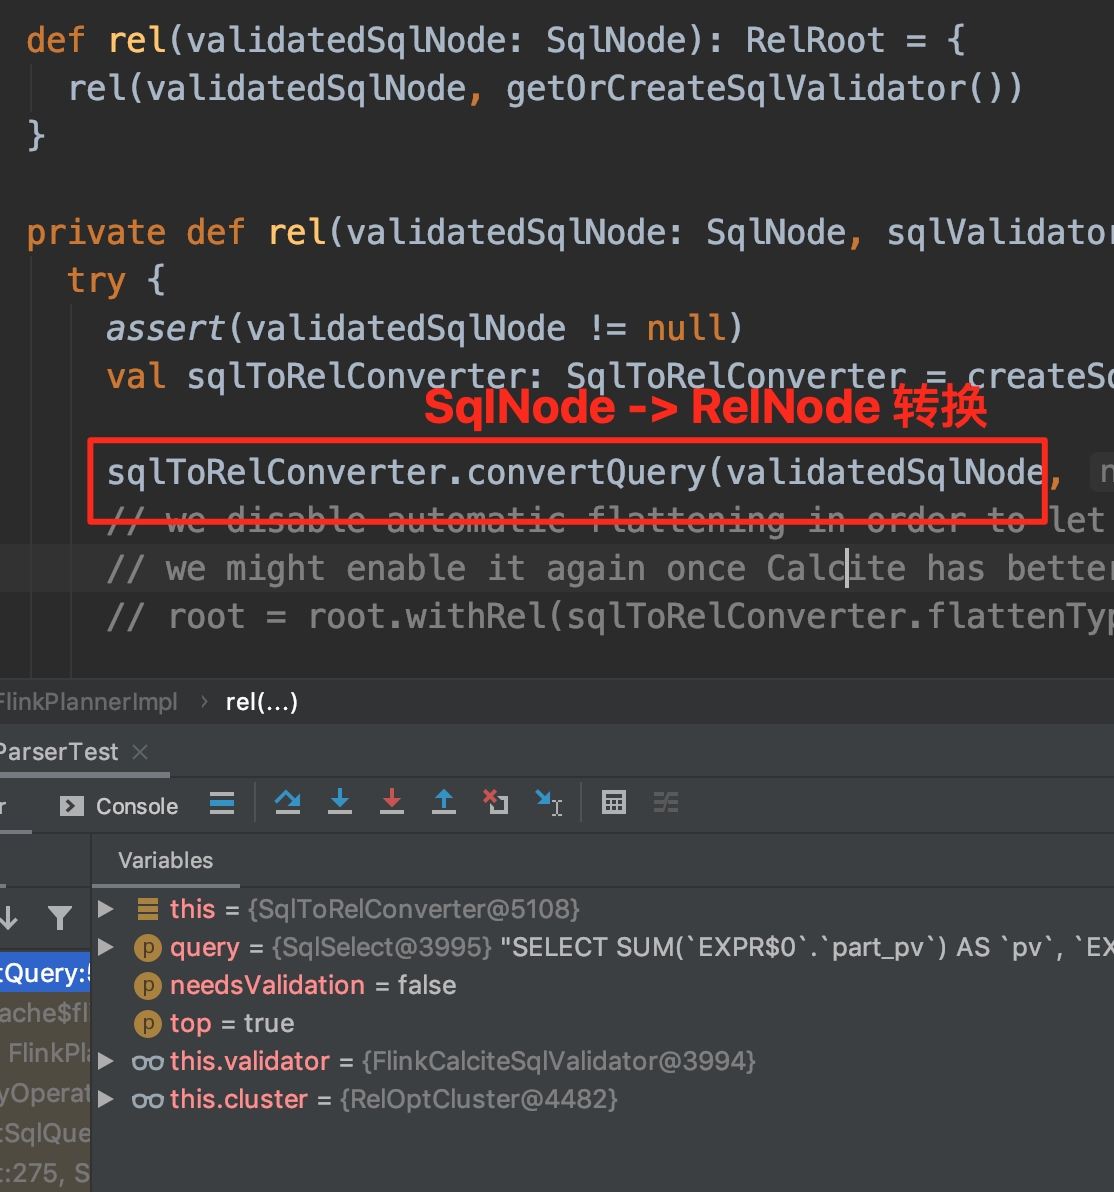 def rel(validatedSqlNode: SqlNode): RelRoot = {
rel(validatedSqlNode, getOrCreateSqlValidator())
}
private def rel(validatedSqlNode: SqlNode, sqlValidator
try {
assert(validatedSqlNode != null)
val sqlToRelConverter: SqlToRelConverter = createSq
SqlNode -> RelNode 转换
sqlToRelConverter.convertQuery(validatedSqlNode, n
// we disable automatic flattening in order to let
// we might enable it again once Calcite has better
// root = root.withRel(sqlToRelConverter.flattenTyp
FlinkPlannerImpl › rel(...)
ParserTest
r Console
Variables
this = {SqlToRelConverter@5108}
query = {SqlSelect@3995} "SELECT SUM(`EXPR$0`.`part_pv`) AS `pv`, `EX
tQuery:5
needsValidation = false
ache$fl
top = true
FlinkPla
this.validator = {FlinkCalciteSqlValidator@3994}
yOperat
this.cluster = {RelOptCluster@4482}
tSqlQue
t:275, S